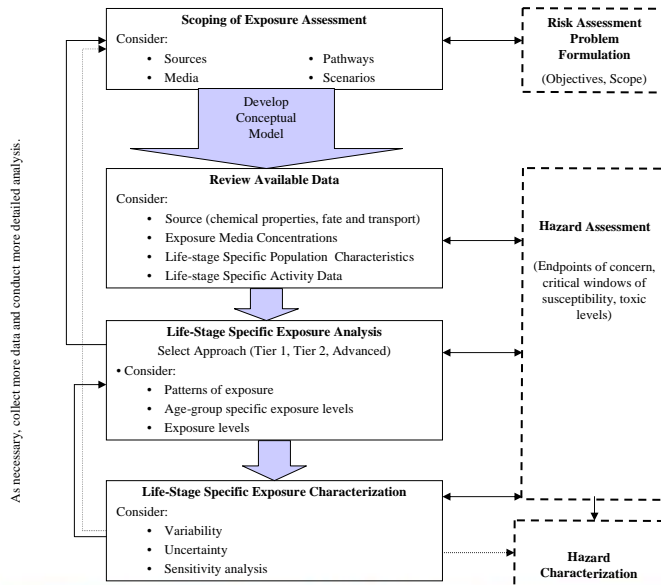 Scoping of Exposure Assessment
Consider:
• Sources
• Pathways
• Media
• Scenarios
Risk Assessment
Problem
Formulation
(Objectives, Scope)
Develop
Conceptual
Model
Review Available Data
Consider:
• Source (chemical properties, fate and transport)
• Exposure Media Concentrations
• Life-stage Specific Population Characteristics
• Life-stage Specific Activity Data
Hazard Assessment
(Endpoints of concern,
critical windows of
susceptibility, toxic
levels)
Life-Stage Specific Exposure Analysis
Select Approach (Tier 1, Tier 2, Advanced)
• Consider:
• Patterns of exposure
• Age-group specific exposure levels
• Exposure levels
Life-Stage Specific Exposure Characterization
Consider:
• Variability
• Uncertainty
• Sensitivity analysis
Hazard
Characterization
As necessary, collect more data and conduct more detailed analysis.